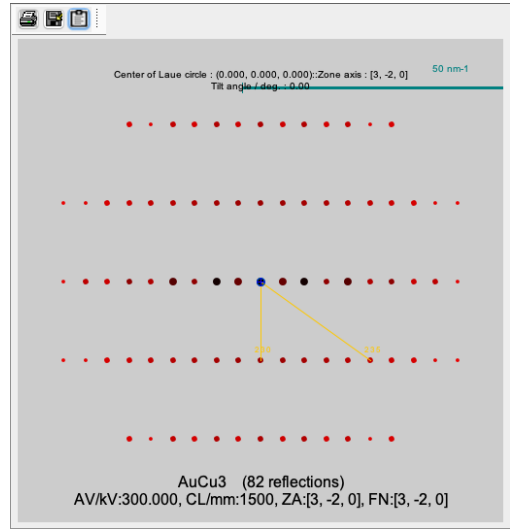 50 nm-1
Center of Laue circle : (0.000, 0.000, 0.000)::Zone axis : [3, -2, 0]
Tilt angle / deg. : 0.00
AuCu3 (82 reflections)
AV/kV:300.000, CL/mm:1500, ZA:[3, -2, 0], FN:[3, -2, 0]